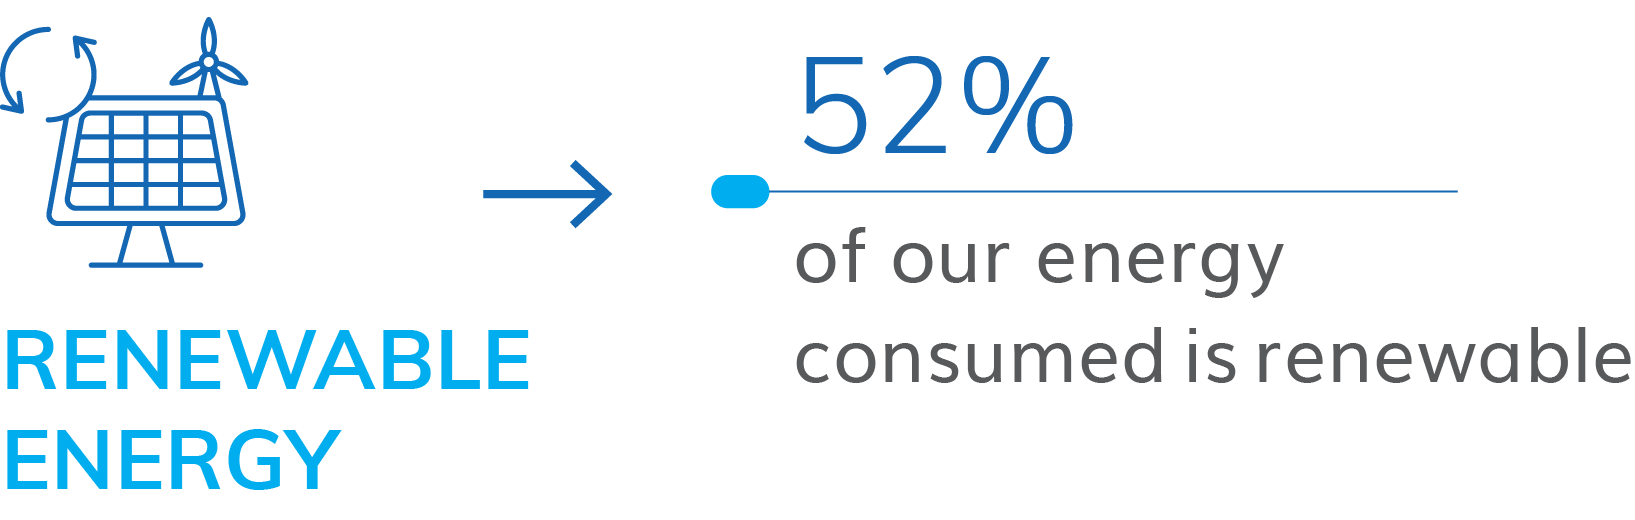 RENEWABLE
ENERGY
52%
of our energy
consumed is renewable